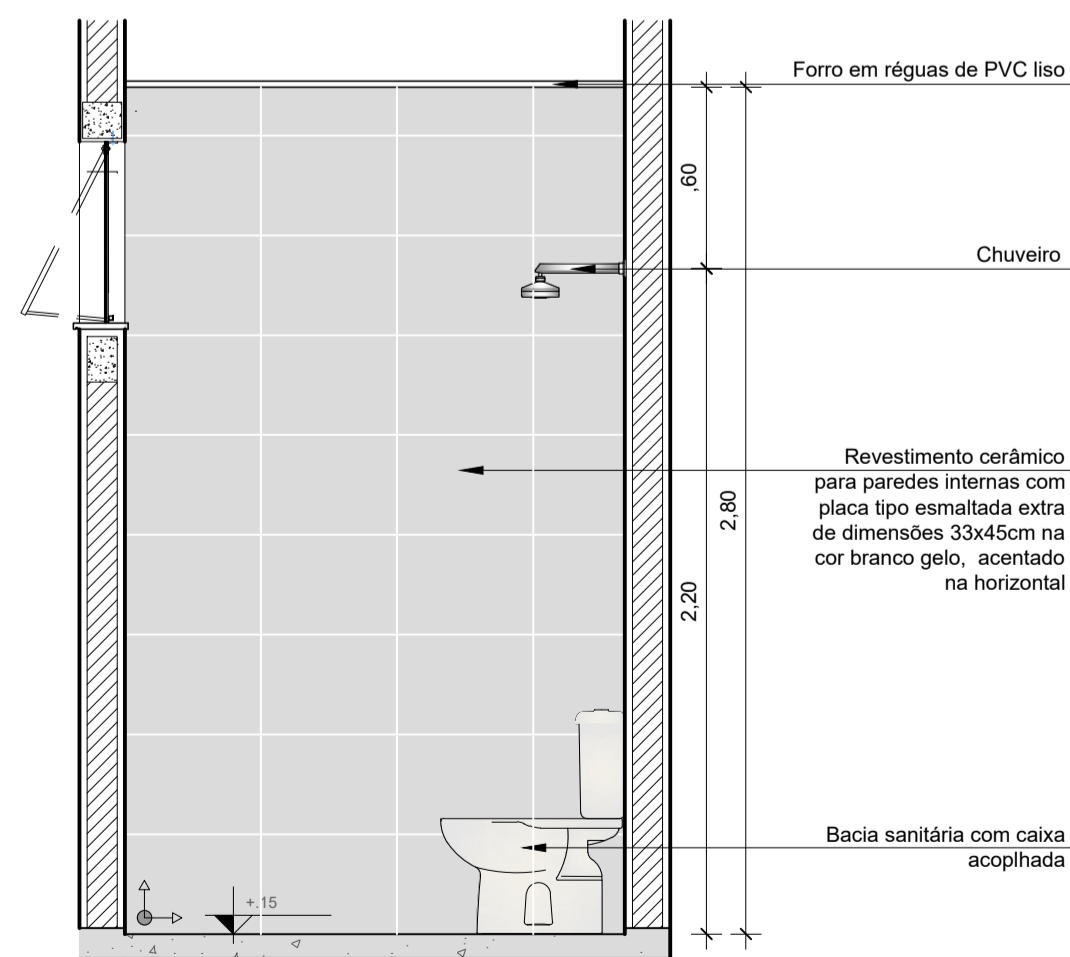 Forro em réguas de PVC liso
,60
Chuveiro
Revestimento cerâmico
para paredes internas com
placa tipo esmaltada extra
de dimensões 33x45cm na
cor branco gelo, acentado
na horizontal
2,80
2,20
Bacia sanitária com caixa
acoplhada
+.15